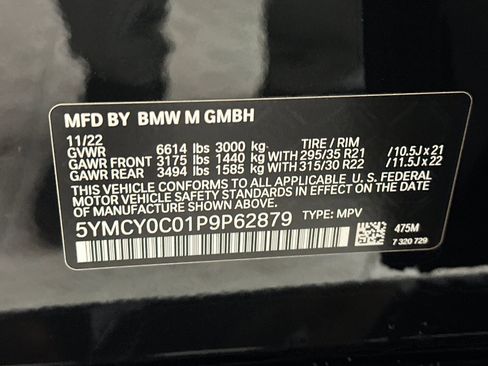 MFD BY BMW M GMBH
11/22
GVWR 6614 lbs 3000 kg TIRE / RIM
GAWR FRONT 3175 lbs 1440 kg WITH 295/35 R21 / 10.5J x 21
GAWR REAR 3494 lbs 1585 kg WITH 315/30 R22 / 11.5J x 22
THIS VEHICLE CONFORMS TO ALL APPLICABLE U.S. FEDERAL
MOTOR VEHICLE SAFETY STANDARDS IN EFFECT ON THE DATE
OF MANUFACTURE SHOWN ABOVE.
5YMCY0C01P9P62879 TYPE: MPV
475M
7 320 729